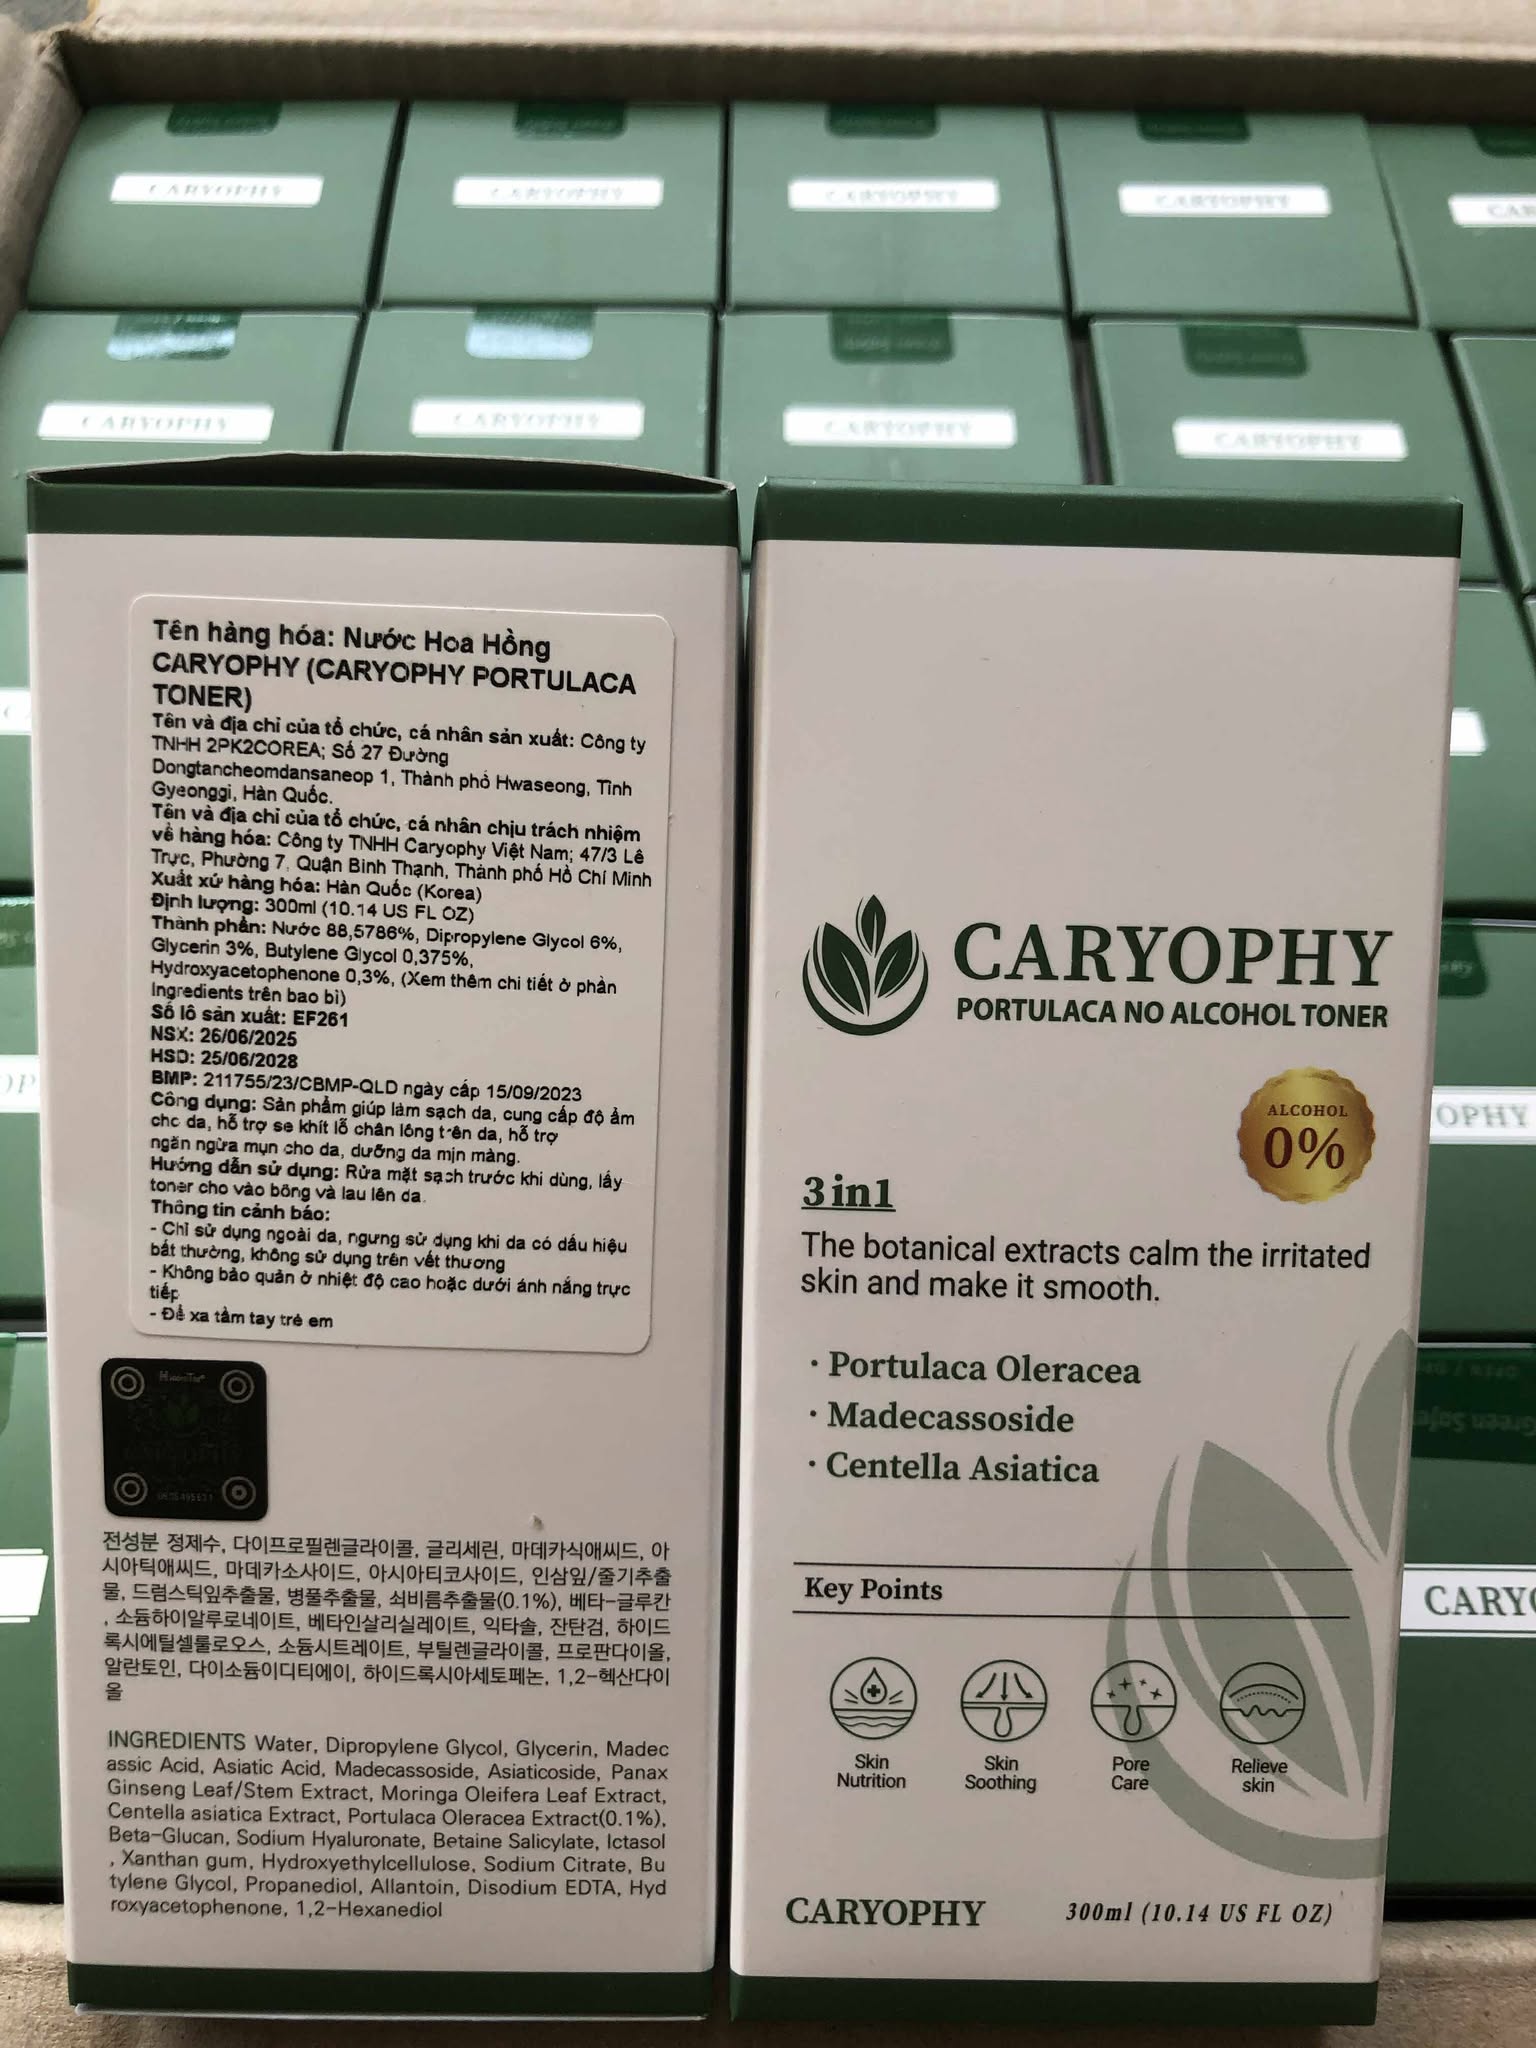 CARYOPHY
CARYOPHY
CARYOPHY
CARYOPHY
CARYOPHY
CARYOPHY
CARYOPHY
CARYOPHY
Tên hàng hóa: Nước Hoa Hồng
CARYOPHY (CARYOPHY PORTULACA
TONER)
Tên và địa chỉ của tổ chức, cá nhân sản xuất: Công ty
TNHH 2PK2COREA; Số 27 Đường
Dongtancheomdansaneop 1, Thành phố Hwaseong, Tỉnh
Gyeonggi, Hàn Quốc.
Tên và địa chỉ của tổ chức, cá nhân chịu trách nhiệm
về hàng hóa: Công ty TNHH Caryophy Việt Nam; 47/3 Lê
Trực, Phường 7, Quận Bình Thạnh, Thành phố Hồ Chí Minh
Xuất xứ hàng hóa: Hàn Quốc (Korea)
Định lượng: 300ml (10.14 US FL OZ)
Thành phần: Nước 88,5786%, Dipropylene Glycol 6%,
Glycerin 3%, Butylene Glycol 0,375%,
Hydroxyacetophenone 0,3%, (Xem thêm chi tiết ở phần
Ingredients trên bao bì)
Số lô sản xuất: EF261
NSX: 26/06/2025
HSD: 25/06/2028
BMP: 211755/23/CBMP-QLD ngày cấp 15/09/2023
Công dụng: Sản phẩm giúp làm sạch da, cung cấp độ ẩm
cho da, hỗ trợ se khít lỗ chân lông trên da, hỗ trợ
ngăn ngừa mụn cho da, dưỡng da mịn màng.
Hướng dẫn sử dụng: Rửa mặt sạch trước khi dùng, lấy
toner cho vào bông và lau lên da.
Thông tin cảnh báo:
- Chỉ sử dụng ngoài da, ngưng sử dụng khi da có dấu hiệu
bất thường, không sử dụng trên vết thương
- Không bảo quản ở nhiệt độ cao hoặc dưới ánh nắng trực
tiếp
- Để xa tầm tay trẻ em
전성분 정제수, 다이프로필렌글라이콜, 글리세린, 마데카식애씨드, 아
시아틱애씨드, 마데카소사이드, 아시아티코사이드, 인삼잎/줄기추출
물, 드럼스틱잎추출물, 병풀추출물, 쇠비름추출물(0.1%), 베타-글루칸
, 소듐하이알루로네이트, 베타인살리실레이트, 익타솔, 잔탄검, 하이드
록시에틸셀룰로오스, 소듐시트레이트, 부틸렌글라이콜, 프로판다이올,
알란토인, 다이소듐이디티에이, 하이드록시아세토페논, 1,2-헥산다이
올
INGREDIENTS Water, Dipropylene Glycol, Glycerin, Madec
assic Acid, Asiatic Acid, Madecassoside, Asiaticoside, Panax
Ginseng Leaf/Stem Extract, Moringa Oleifera Leaf Extract,
Centella asiatica Extract, Portulaca Oleracea Extract(0.1%),
Beta-Glucan, Sodium Hyaluronate, Betaine Salicylate, Ictasol
, Xanthan gum, Hydroxyethylcellulose, Sodium Citrate, Bu
tylene Glycol, Propanediol, Allantoin, Disodium EDTA, Hyd
roxyacetophenone, 1,2-Hexanediol
CARYOPHY
PORTULACA NO ALCOHOL TONER
ALCOHOL
0%
3in1
The botanical extracts calm the irritated
skin and make it smooth.
· Portulaca Oleracea
· Madecassoside
· Centella Asiatica
Key Points
Skin
Nutrition
Skin
Soothing
Pore
Care
Relieve
skin
CARYOPHY
300ml (10.14 US FL OZ)